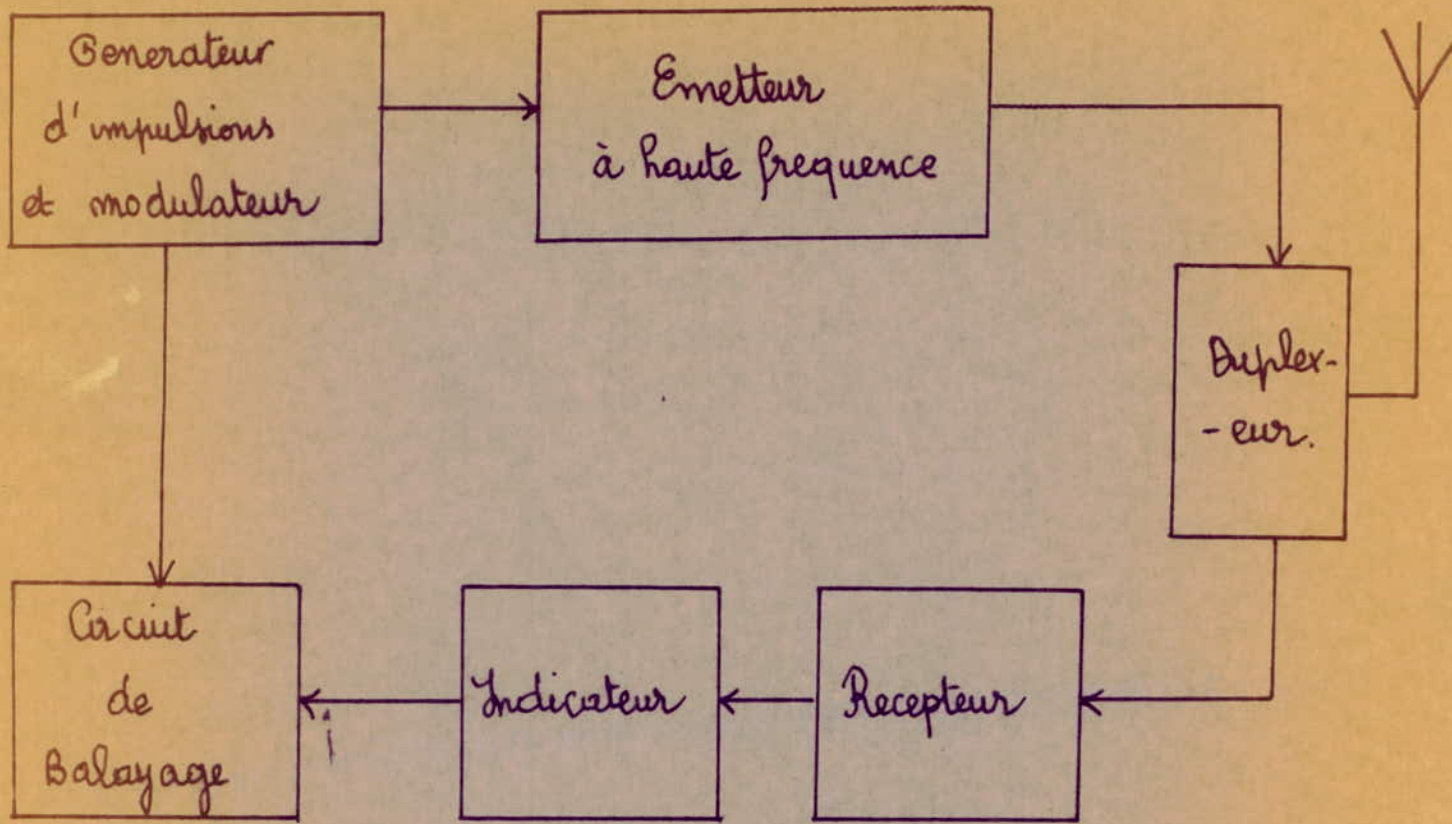 Generateur
d'impulsions
et modulateur
Emetteur
à haute frequence
Duplex-
-eur.
Circuit
de
Balayage
Indicateur
Recepteur